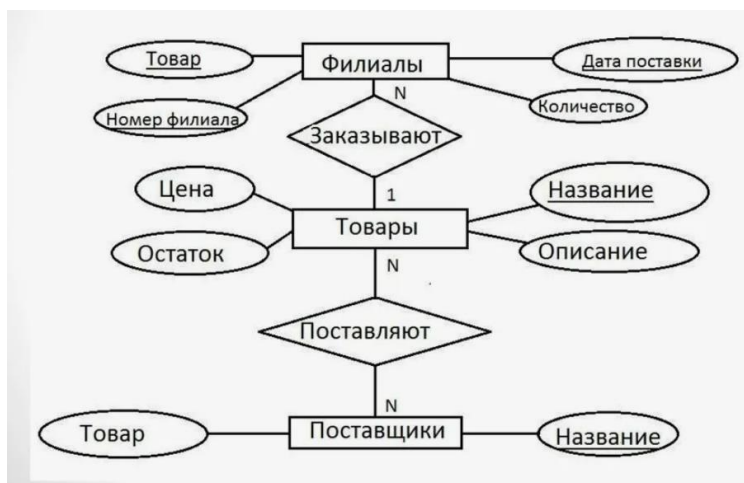 Товар
Филиалы
Дата поставки
Номер филиала
N
Количество
Заказывают
Цена
1
Название
Товары
Остаток
Описание
N
Поставляют
N
Товар
Поставщики
Название